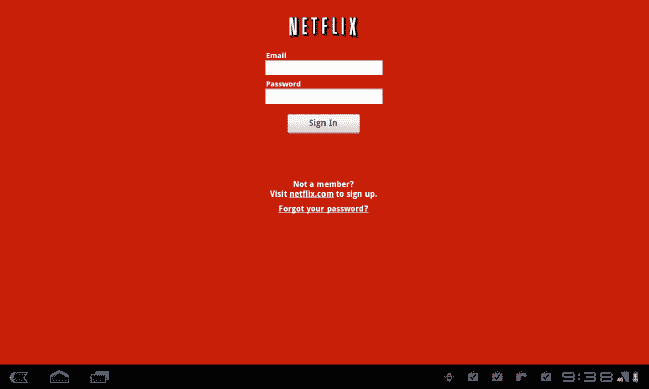 NETFLIX
Email
Password
Sign In
Not a member?
Visit netflix.com to sign up.
Forgot your password?
9:38